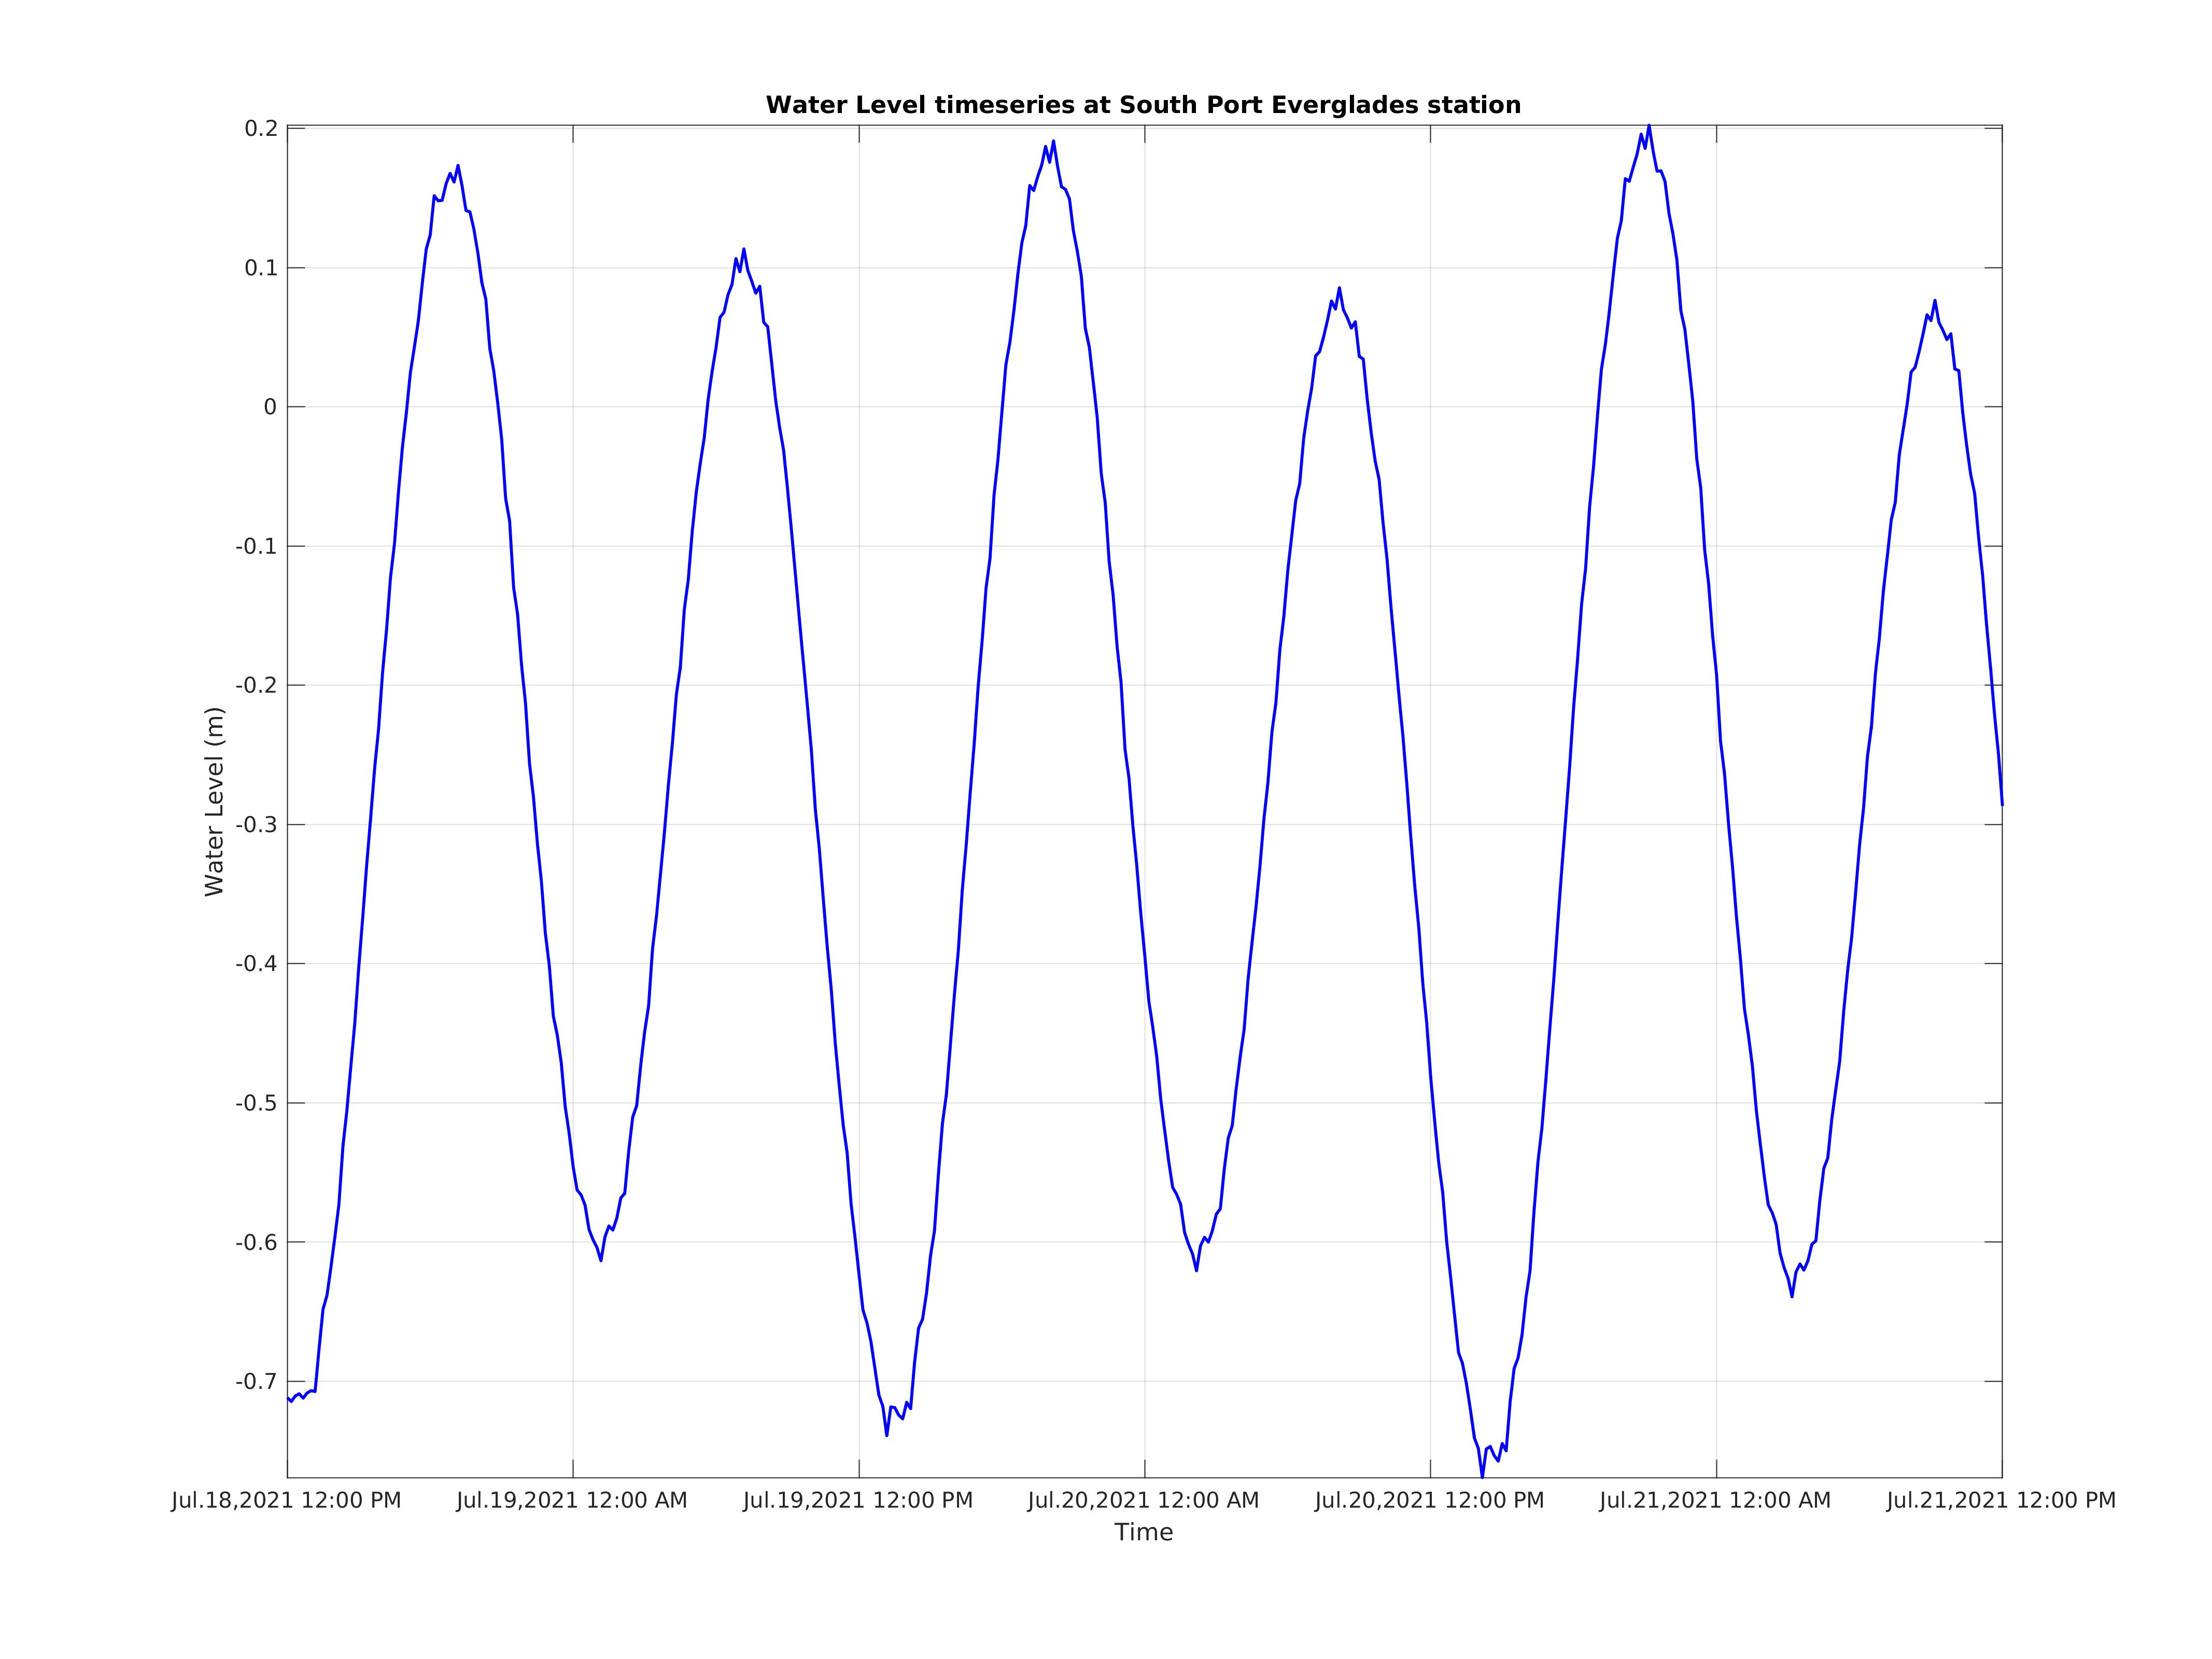 Water Level timeseries at South Port Everglades station
0.2
0.1
0
-0.1
-0.2
-0.3
-0.4
-0.5
-0.6
-0.7
Water Level (m)
Jul.18,2021 12:00 PM
Jul.19,2021 12:00 AM
Jul.19,2021 12:00 PM
Jul.20,2021 12:00 AM
Jul.20,2021 12:00 PM
Jul.21,2021 12:00 AM
Jul.21,2021 12:00 PM
Time